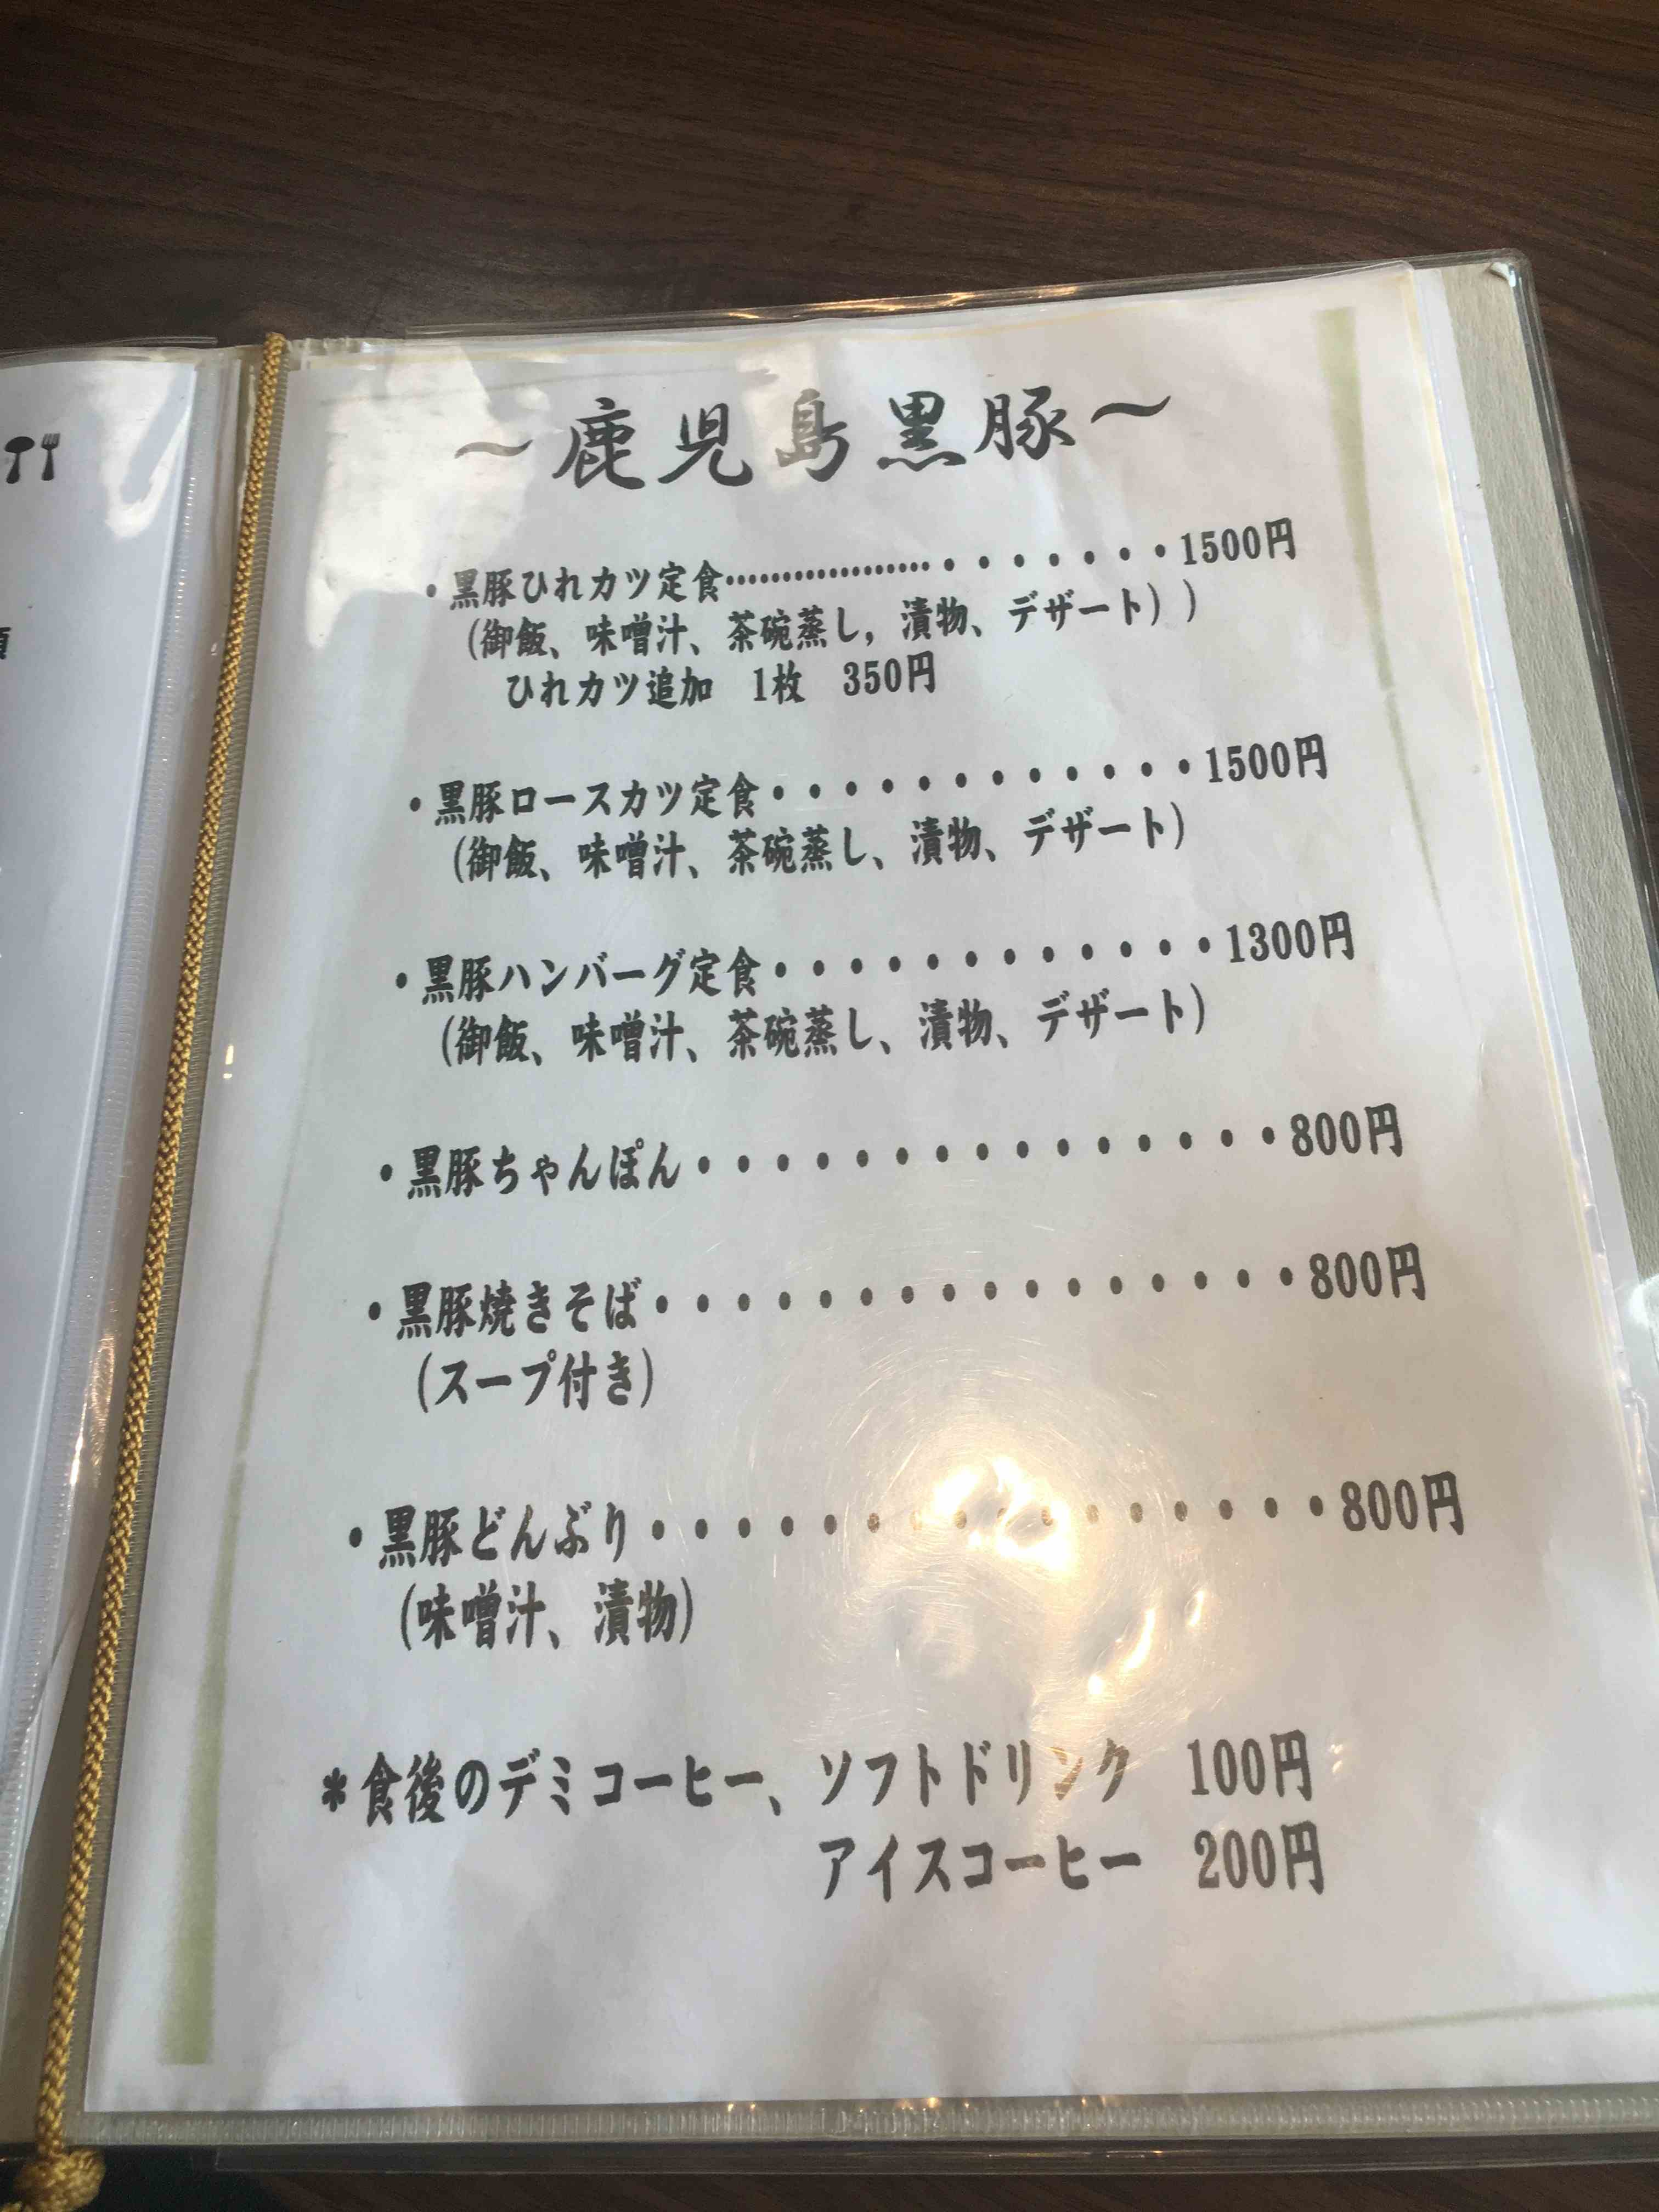 ～鹿児島黒豚～
・黒豚ひれカツ定食………………・・・・・・・1500円
(御飯、味噌汁、茶碗蒸し，漬物、デザート))
ひれカツ追加　1枚　350円
・黒豚ロースカツ定食・・・・・・・・・・・・1500円
(御飯、味噌汁、茶碗蒸し、漬物、デザート)
・黒豚ハンバーグ定食・・・・・・・・・・・・1300円
(御飯、味噌汁、茶碗蒸し、漬物、デザート)
・黒豚ちゃんぽん・・・・・・・・・・・・・・・800円
・黒豚焼きそば・・・・・・・・・・・・・・・・800円
(スープ付き)
・黒豚どんぶり・・・・・・・・・・・・・・・・800円
(味噌汁、漬物)
＊食後のデミコーヒー、ソフトドリンク　100円
アイスコーヒー　200円